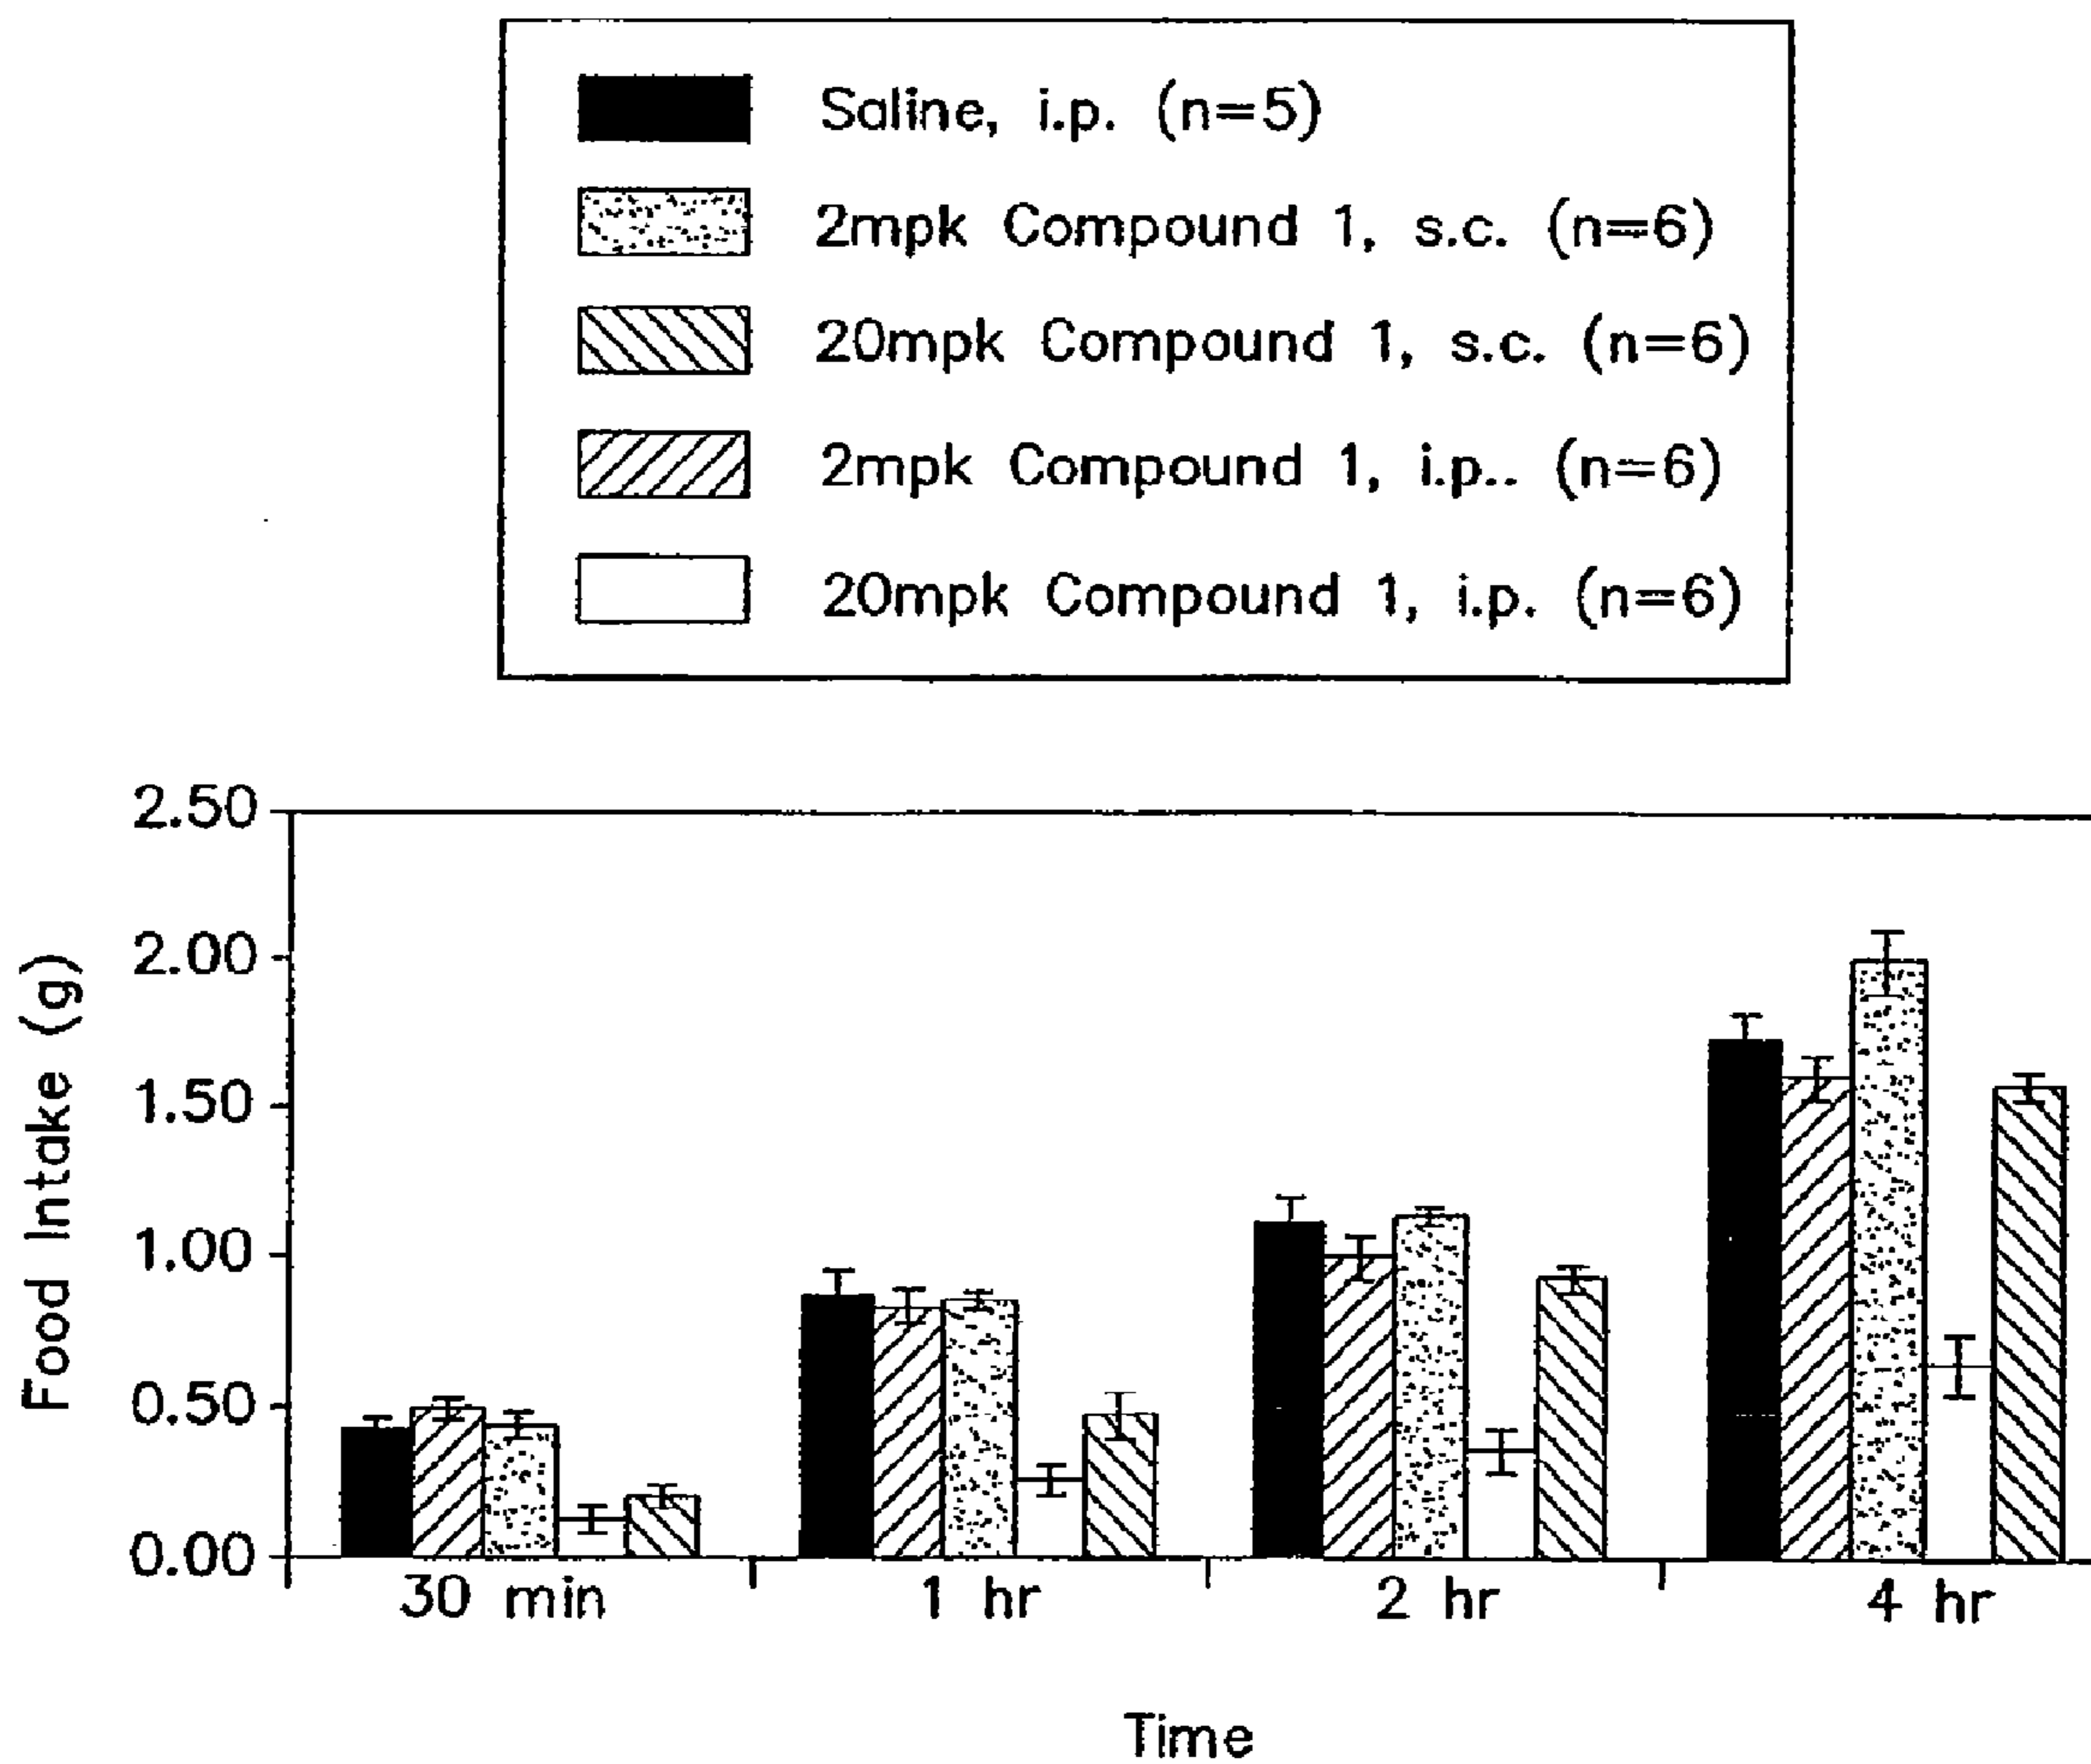 Saline, i.p. (n=5)
2mpk Compound 1, s.c. (n=6)
20mpk Compound 1, s.c. (n=6)
2mpk Compound 1, i.p.. (n=6)
20mpk Compound 1, i.p. (n=6)
2.50
2.00
1.50
1.00
0.50
0.00
Food Intake (g)
30 min
1 hr
2 hr
4 hr
Time